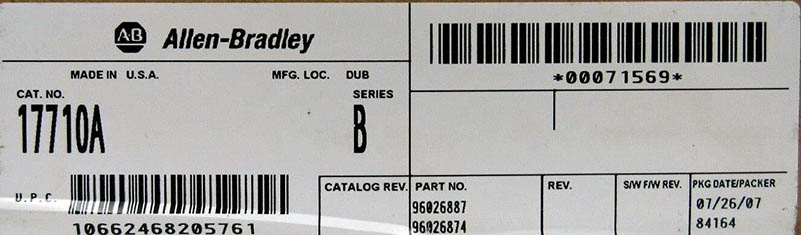 AB Allen-Bradley
MADE IN U.S.A. MFG. LOC. DUB
CAT. NO. SERIES
17710A B
U.P.C.
10662468205761
*00071569*
CATALOG REV. PART NO. REV. S/W F/W REV. PKG DATE/PACKER
96026887 07/26/07
96026874 84164